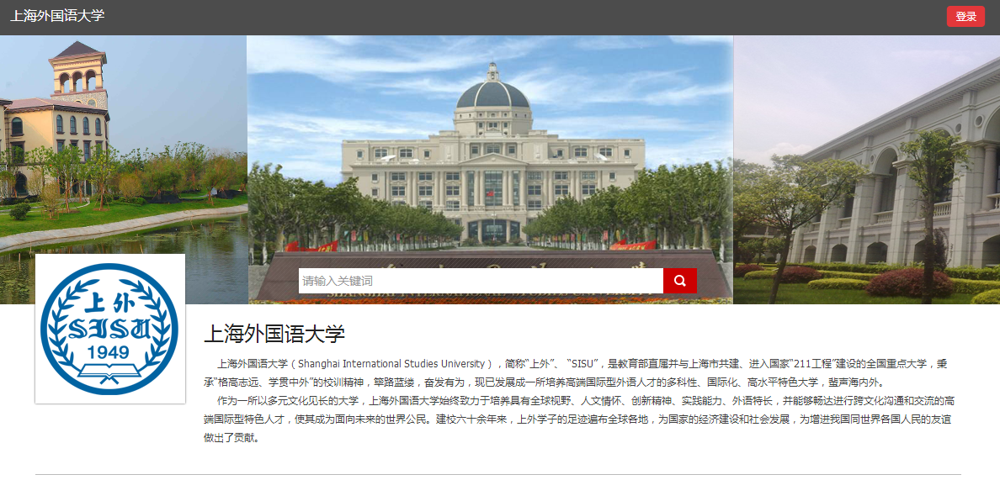 上海外国语大学
登录
请输入关键词
上外
SISU
1949
上海外国语大学
上海外国语大学（Shanghai International Studies University），简称“上外”、 “SISU”，是教育部直属并与上海市共建、进入国家“211工程”建设的全国重点大学，秉
承“格高志远、学贯中外”的校训精神，筚路蓝缕，奋发有为，现已发展成一所培养高端国际型外语人才的多科性、国际化、高水平特色大学，蜚声海内外。
作为一所以多元文化见长的大学，上海外国语大学始终致力于培养具有全球视野、人文情怀、创新精神、实践能力、外语特长，并能够畅达进行跨文化沟通和交流的高
端国际型特色人才，使其成为面向未来的世界公民。建校六十余年来，上外学子的足迹遍布全球各地，为国家的经济建设和社会发展，为增进我国同世界各国人民的友谊
做出了贡献。